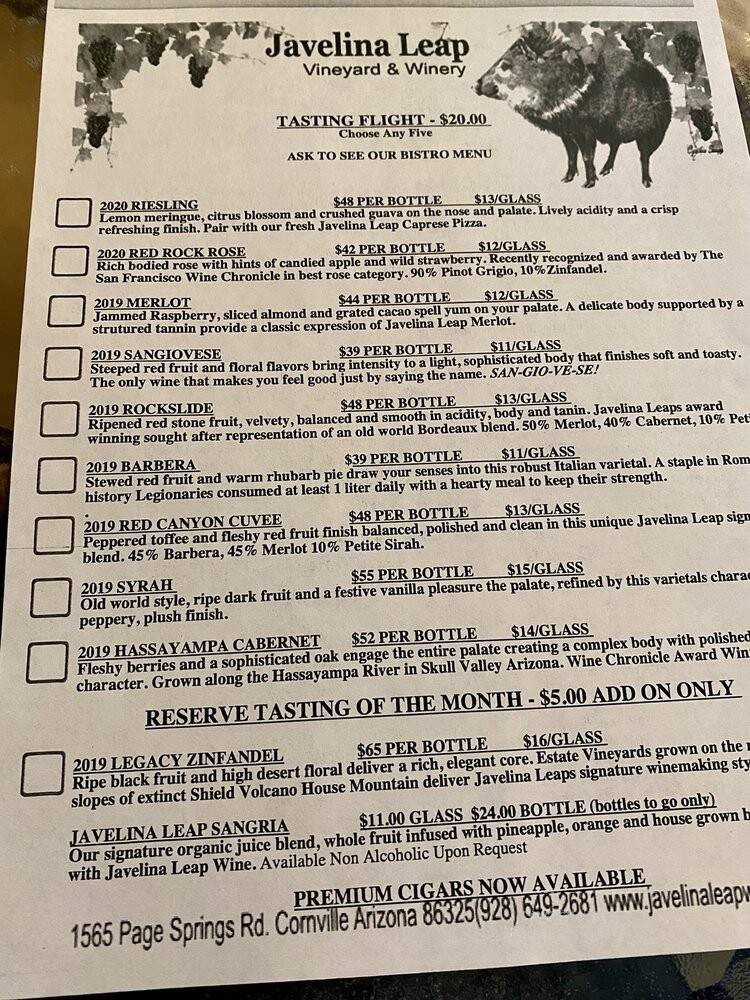 Javelina Leap
Vineyard & Winery
TASTING FLIGHT - $20.00
Choose Any Five
ASK TO SEE OUR BISTRO MENU
2020 RIESLING $48 PER BOTTLE $13/GLASS
Lemon meringue, citrus blossom and crushed guava on the nose and palate. Lively acidity and a crisp
refreshing finish. Pair with our fresh Javelina Leap Caprese Pizza.
2020 RED ROCK ROSE $42 PER BOTTLE $12/GLASS
Rich bodied rose with hints of candied apple and wild strawberry. Recently recognized and awarded by The
San Francisco Wine Chronicle in best rose category. 90% Pinot Grigio, 10%Zinfandel.
2019 MERLOT $44 PER BOTTLE $12/GLASS
Jammed Raspberry, sliced almond and grated cacao spell yum on your palate. A delicate body supported by a
strutured tannin provide a classic expression of Javelina Leap Merlot.
2019 SANGIOVESE $39 PER BOTTLE $11/GLASS
Steeped red fruit and floral flavors bring intensity to a light, sophisticated body that finishes soft and toasty.
The only wine that makes you feel good just by saying the name. SAN-GIO-VE-SE!
2019 ROCKSLIDE $48 PER BOTTLE $13/GLASS
Ripened red stone fruit, velvety, balanced and smooth in acidity, body and tanin. Javelina Leaps award
winning sought after representation of an old world Bordeaux blend. 50% Merlot, 40% Cabernet, 10% Peti
2019 BARBERA $39 PER BOTTLE $11/GLASS
Stewed red fruit and warm rhubarb pie draw your senses into this robust Italian varietal. A staple in Rom
history Legionaries consumed at least 1 liter daily with a hearty meal to keep their strength.
2019 RED CANYON CUVEE $48 PER BOTTLE $13/GLASS
Peppered toffee and fleshy red fruit finish balanced, polished and clean in this unique Javelina Leap sign
blend. 45% Barbera, 45% Merlot 10% Petite Sirah.
2019 SYRAH $55 PER BOTTLE $15/GLASS
Old world style, ripe dark fruit and a festive vanilla pleasure the palate, refined by this varietals charac
peppery, plush finish.
2019 HASSAYAMPA CABERNET $52 PER BOTTLE $14/GLASS
Fleshy berries and a sophisticated oak engage the entire palate creating a complex body with polished
character. Grown along the Hassayampa River in Skull Valley Arizona. Wine Chronicle Award Win
RESERVE TASTING OF THE MONTH - $5.00 ADD ON ONLY
2019 LEGACY ZINFANDEL $65 PER BOTTLE $16/GLASS
Ripe black fruit and high desert floral deliver a rich, elegant core. Estate Vineyards grown on the
slopes of extinct Shield Volcano House Mountain deliver Javelina Leaps signature winemaking sty
JAVELINA LEAP SANGRIA $11.00 GLASS $24.00 BOTTLE (bottles to go only)
Our signature organic juice blend, whole fruit infused with pineapple, orange and house grown b
with Javelina Leap Wine. Available Non Alcoholic Upon Request
PREMIUM CIGARS NOW AVAILABLE
1565 Page Springs Rd. Cornville Arizona 86325(928) 649-2681 www.javelinaleapw